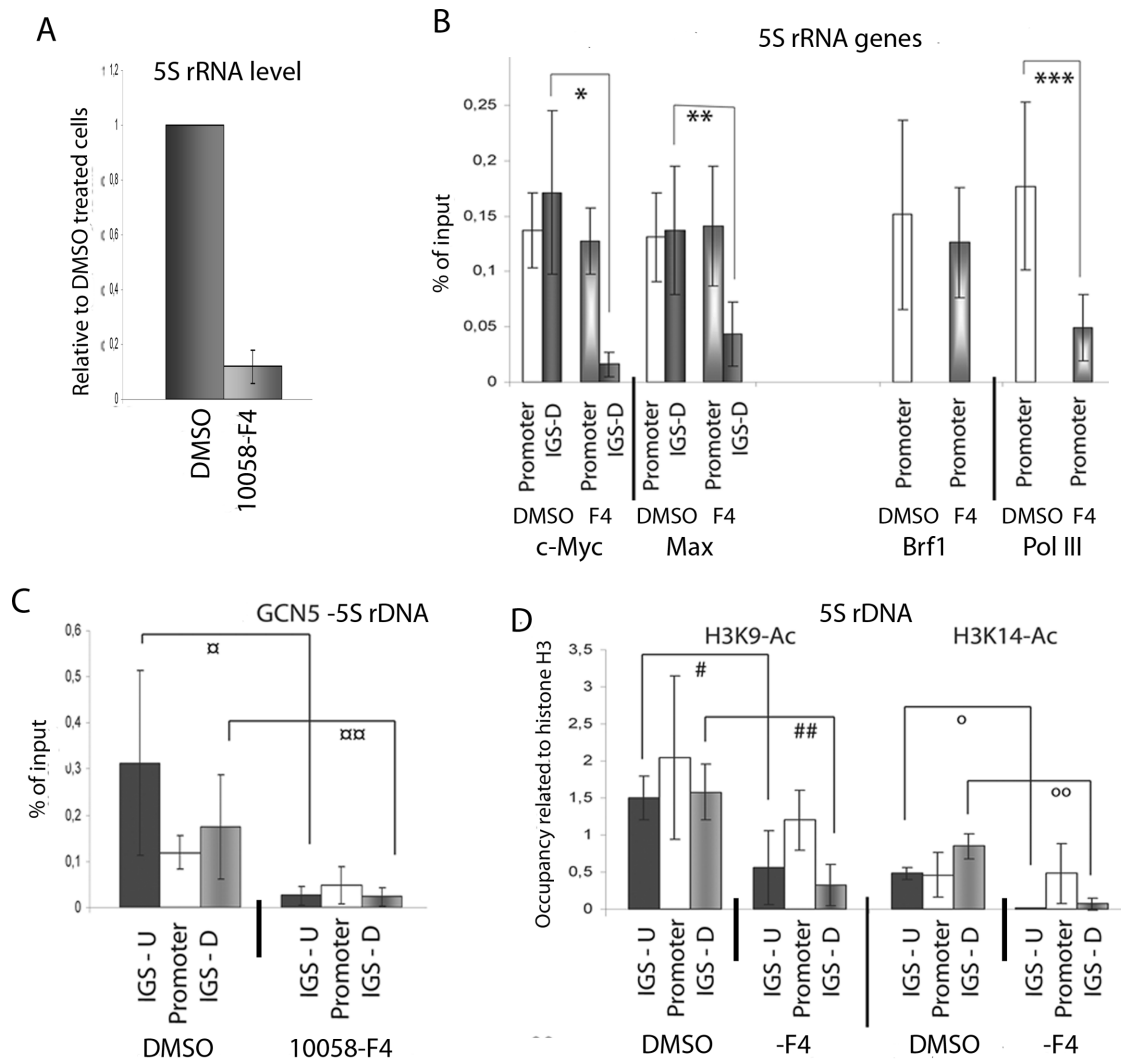 A
5S rRNA level
Relative to DMSO treated cells
1,2
1
0,8
0,6
0,4
0,2
0
DMSO
10058-F4
B
5S rRNA genes
% of input
0,25
0,2
0,15
0,1
0,05
0
*
**
***
Promoter
IGS-D
Promoter
IGS-D
Promoter
IGS-D
Promoter
IGS-D
Promoter
Promoter
Promoter
Promoter
DMSO F4 DMSO F4 DMSO F4 DMSO F4
c-Myc Max Brf1 Pol III
C
GCN5 -5S rDNA
% of input
0,6
0,5
0,4
0,3
0,2
0,1
0
¤
¤¤
IGS - U
Promoter
IGS - D
IGS - U
Promoter
IGS - D
DMSO 10058-F4
D
5S rDNA
H3K9-Ac H3K14-Ac
Occupancy related to histone H3
3,5
3
2,5
2
1,5
1
0,5
0
#
##
o
oo
IGS - U
Promoter
IGS - D
IGS - U
Promoter
IGS - D
IGS - U
Promoter
IGS - D
IGS - U
Promoter
IGS - D
DMSO -F4 DMSO -F4